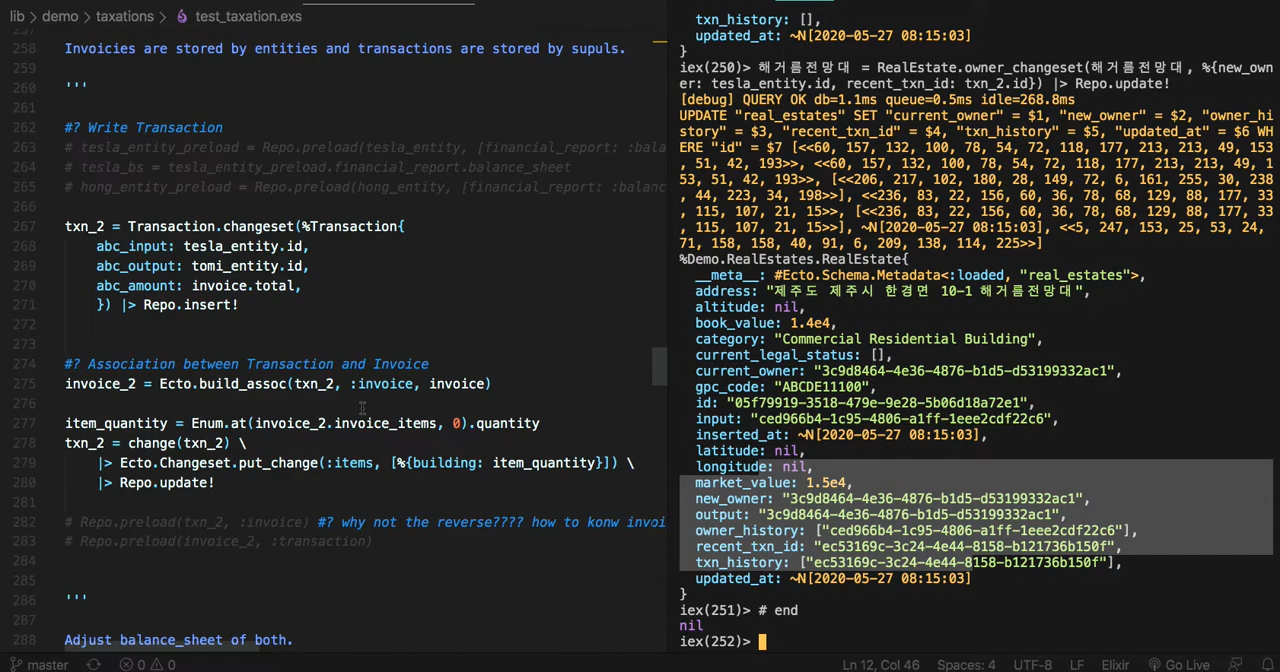 lib > demo > taxations > test_taxation.exs
257
258 Invoicies are stored by entities and transactions are stored by supuls.
259
260 '''
261
262 #? Write Transaction
263 # tesla_entity_preload = Repo.preload(tesla_entity, [financial_report: :bala
264 # tesla_bs = tesla_entity_preload.financial_report.balance_sheet
265 # hong_entity_preload = Repo.preload(hong_entity, [financial_report: :balanc
266
267 txn_2 = Transaction.changeset(%Transaction{
268 abc_input: tesla_entity.id,
269 abc_output: tomi_entity.id,
270 abc_amount: invoice.total,
271 }) |> Repo.insert!
272
273
274 #? Association between Transaction and Invoice
275 invoice_2 = Ecto.build_assoc(txn_2, :invoice, invoice)
276
277 item_quantity = Enum.at(invoice_2.invoice_items, 0).quantity
278 txn_2 = change(txn_2) \
279 |> Ecto.Changeset.put_change(:items, [%{building: item_quantity}]) \
280 |> Repo.update!
281
282 # Repo.preload(txn_2, :invoice) #? why not the reverse???? how to konw invoi
283 # Repo.preload(invoice_2, :transaction)
284
285
286 '''
287
288 Adjust balance_sheet of both.
master 0 0
txn_history: [],
updated_at: ~N[2020-05-27 08:15:03]
}
iex(250)> 해거름전망대 = RealEstate.owner_changeset(해거름전망대, %{new_own
er: tesla_entity.id, recent_txn_id: txn_2.id}) |> Repo.update!
[debug] QUERY OK db=1.1ms queue=0.5ms idle=268.8ms
UPDATE "real_estates" SET "current_owner" = $1, "new_owner" = $2, "owner_hi
story" = $3, "recent_txn_id" = $4, "txn_history" = $5, "updated_at" = $6 WH
ERE "id" = $7 [<<60, 157, 132, 100, 78, 54, 72, 118, 177, 213, 213, 49, 153
, 51, 42, 193>>, <<60, 157, 132, 100, 78, 54, 72, 118, 177, 213, 213, 49, 1
53, 51, 42, 193>>, [<<206, 217, 102, 180, 28, 149, 72, 6, 161, 255, 30, 238
, 44, 223, 34, 198>>], <<236, 83, 22, 156, 60, 36, 78, 68, 129, 88, 177, 33
, 115, 107, 21, 15>>, [<<236, 83, 22, 156, 60, 36, 78, 68, 129, 88, 177, 33
, 115, 107, 21, 15>>], ~N[2020-05-27 08:15:03], <<5, 247, 153, 25, 53, 24,
71, 158, 158, 40, 91, 6, 209, 138, 114, 225>>]
%Demo.RealEstates.RealEstate{
__meta__: #Ecto.Schema.Metadata<:loaded, "real_estates">,
address: "제주도 제주시 한경면 10-1 해거름전망대",
altitude: nil,
book_value: 1.4e4,
category: "Commercial Residential Building",
current_legal_status: [],
current_owner: "3c9d8464-4e36-4876-b1d5-d53199332ac1",
gpc_code: "ABCDE11100",
id: "05f79919-3518-479e-9e28-5b06d18a72e1",
input: "ced966b4-1c95-4806-a1ff-1eee2cdf22c6",
inserted_at: ~N[2020-05-27 08:15:03],
latitude: nil,
longitude: nil,
market_value: 1.5e4,
new_owner: "3c9d8464-4e36-4876-b1d5-d53199332ac1",
output: "3c9d8464-4e36-4876-b1d5-d53199332ac1",
owner_history: ["ced966b4-1c95-4806-a1ff-1eee2cdf22c6"],
recent_txn_id: "ec53169c-3c24-4e44-8158-b121736b150f",
txn_history: ["ec53169c-3c24-4e44-8158-b121736b150f"],
updated_at: ~N[2020-05-27 08:15:03]
}
iex(251)> # end
nil
iex(252)>
Ln 12, Col 46 Spaces: 4 UTF-8 LF Elixir Go Live